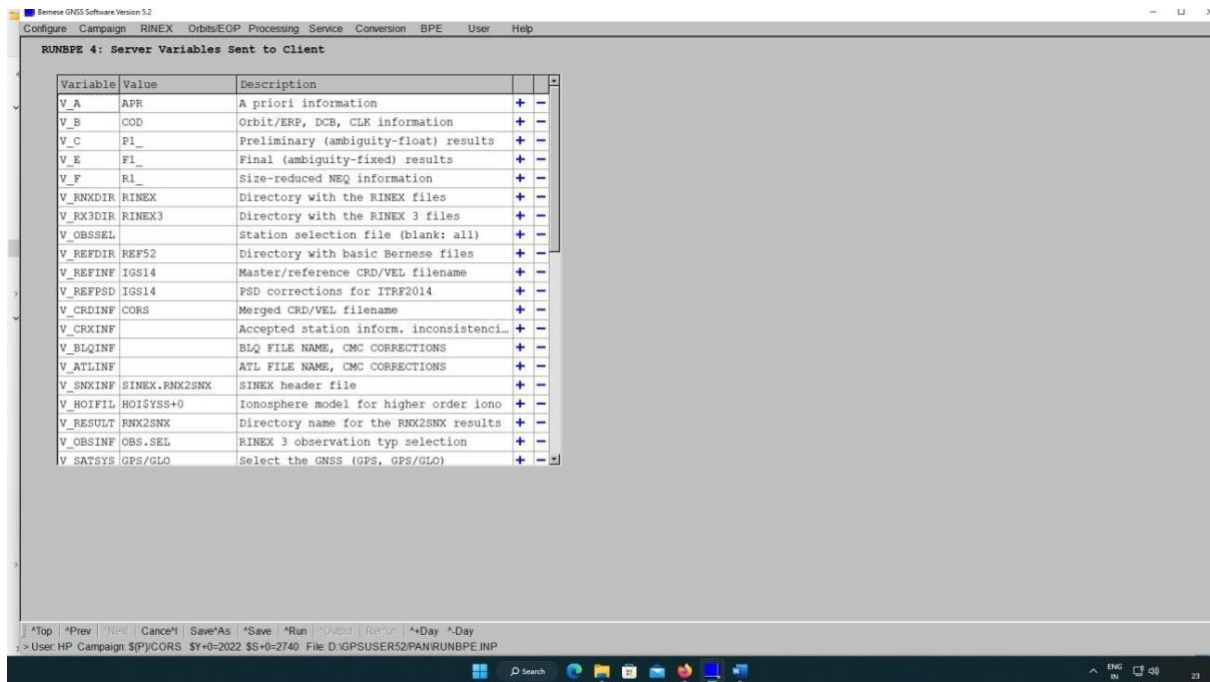 Bernese GNSS Software Version 5.2
Configure Campaign RINEX Orbits/EOP Processing Service Conversion BPE User Help
RUNBPE 4: Server Variables Sent to Client
Variable Value Description
V_A APR A priori information + −
V_B COD Orbit/ERP, DCB, CLK information + −
V_C P1_ Preliminary (ambiguity-float) results + −
V_E F1_ Final (ambiguity-fixed) results + −
V_F R1_ Size-reduced NEQ information + −
V_RNXDIR RINEX Directory with the RINEX files + −
V_RX3DIR RINEX3 Directory with the RINEX 3 files + −
V_OBSSEL Station selection file (blank: all) + −
V_REFDIR REF52 Directory with basic Bernese files + −
V_REFINF IGS14 Master/reference CRD/VEL filename + −
V_REFPSD IGS14 PSD corrections for ITRF2014 + −
V_CRDINF CORS Merged CRD/VEL filename + −
V_CRXINF Accepted station inform. inconsistenci… + −
V_BLQINF BLQ FILE NAME, CMC CORRECTIONS + −
V_ATLINF ATL FILE NAME, CMC CORRECTIONS + −
V_SNXINF SINEX.RNX2SNX SINEX header file + −
V_HOIFIL HOI$YSS+0 Ionosphere model for higher order iono + −
V_RESULT RNX2SNX Directory name for the RNX2SNX results + −
V_OBSINF OBS.SEL RINEX 3 observation typ selection + −
V_SATSYS GPS/GLO Select the GNSS (GPS, GPS/GLO) + −
^Top ^Prev ^Next Cance^l Save^As ^Save ^Run ^Output Rer^un ^+Day ^-Day
> User: HP Campaign: ${P}/CORS $Y+0=2022 $S+0=2740 File: D:\GPSUSER52/PAN\RUNBPE.INP
Search
ENG
IN
23